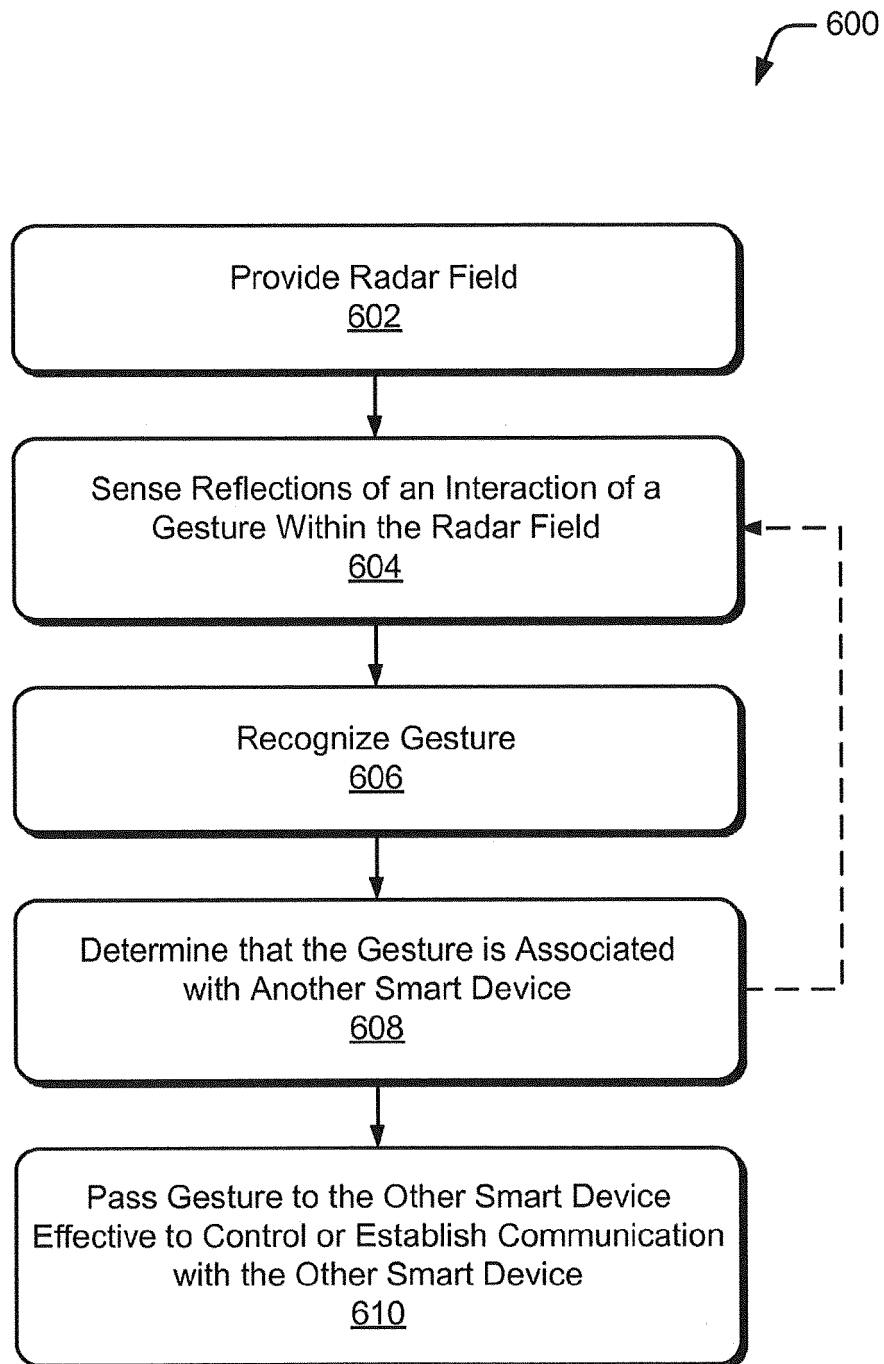 600
Provide Radar Field
602
Sense Reflections of an Interaction of a
Gesture Within the Radar Field
604
Recognize Gesture
606
Determine that the Gesture is Associated
with Another Smart Device
608
Pass Gesture to the Other Smart Device
Effective to Control or Establish Communication
with the Other Smart Device
610